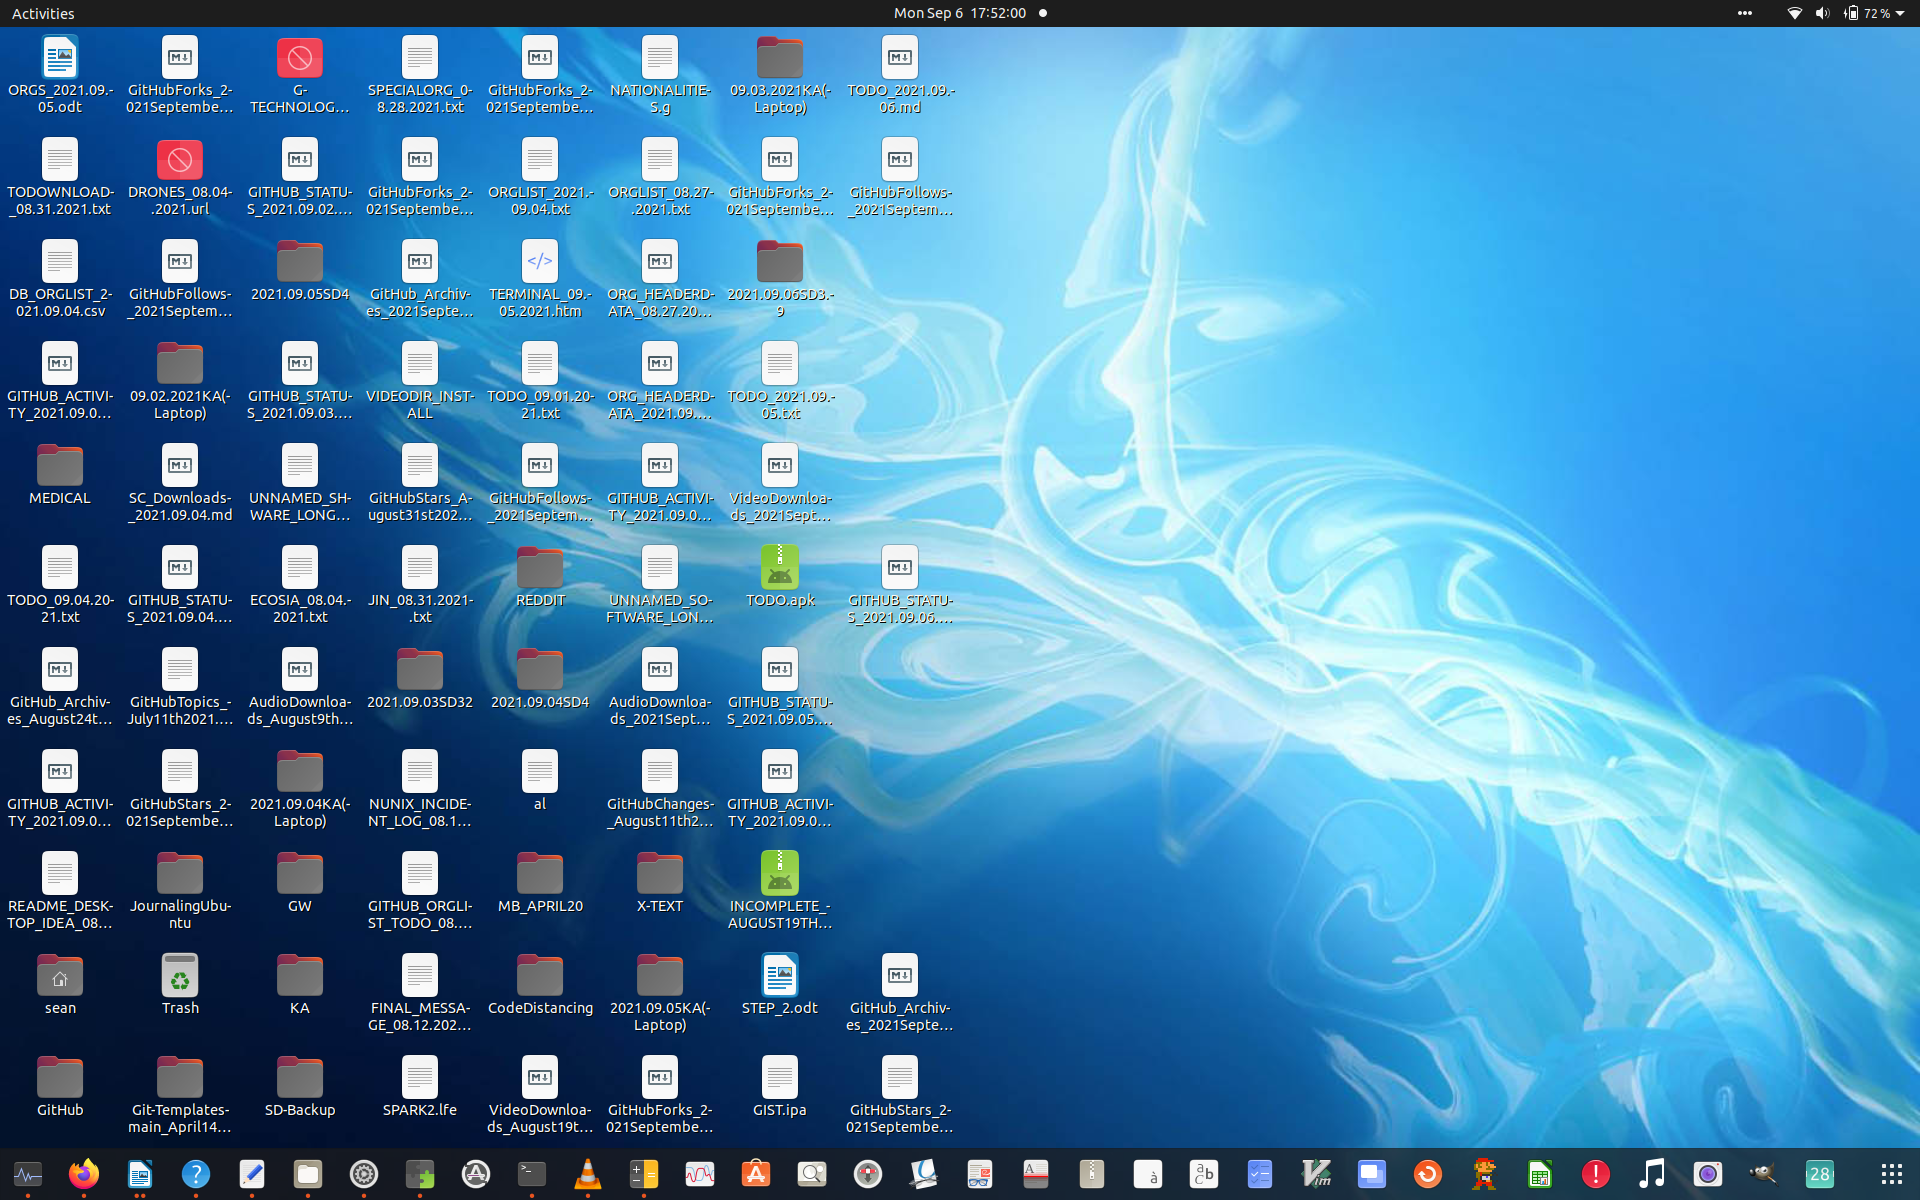 Activities
Mon Sep 6 17:52:00
72 %
ORGS_2021.09.-
05.odt
GitHubForks_2-
021Septembe...
G-
TECHNOLOG...
SPECIALORG_0-
8.28.2021.txt
GitHubForks_2-
021Septembe...
NATIONALITIE-
S.g
09.03.2021KA(-
Laptop)
TODO_2021.09.-
06.md
TODOWNLOAD-
_08.31.2021.txt
DRONES_08.04-
.2021.url
GITHUB_STATU-
S_2021.09.02....
GitHubForks_2-
021Septembe...
ORGLIST_2021.-
09.04.txt
ORGLIST_08.27-
.2021.txt
GitHubForks_2-
021Septembe...
GitHubFollows-
_2021Septem...
DB_ORGLIST_2-
021.09.04.csv
GitHubFollows-
_2021Septem...
2021.09.05SD4
GitHub_Archiv-
es_2021Septe...
TERMINAL_09.-
05.2021.htm
ORG_HEADERD-
ATA_08.27.20...
2021.09.06SD3.-
9
GITHUB_ACTIVI-
TY_2021.09.0...
09.02.2021KA(-
Laptop)
GITHUB_STATU-
S_2021.09.03....
VIDEODIR_INST-
ALL
TODO_09.01.20-
21.txt
ORG_HEADERD-
ATA_2021.09....
TODO_2021.09.-
05.txt
MEDICAL
SC_Downloads-
_2021.09.04.md
UNNAMED_SH-
WARE_LONG...
GitHubStars_A-
ugust31st202...
GitHubFollows-
_2021Septem...
GITHUB_ACTIVI-
TY_2021.09.0...
VideoDownloa-
ds_2021Sept...
TODO_09.04.20-
21.txt
GITHUB_STATU-
S_2021.09.04....
ECOSIA_08.04.-
2021.txt
JIN_08.31.2021-
.txt
REDDIT
UNNAMED_SO-
FTWARE_LON...
TODO.apk
GITHUB_STATU-
S_2021.09.06....
GitHub_Archiv-
es_August24t...
GitHubTopics_-
July11th2021....
AudioDownloa-
ds_August9th...
2021.09.03SD32
2021.09.04SD4
AudioDownloa-
ds_2021Sept...
GITHUB_STATU-
S_2021.09.05....
GITHUB_ACTIVI-
TY_2021.09.0...
GitHubStars_2-
021Septembe...
2021.09.04KA(-
Laptop)
NUNIX_INCIDE-
NT_LOG_08.1...
al
GitHubChanges-
_August11th2...
GITHUB_ACTIVI-
TY_2021.09.0...
README_DESK-
TOP_IDEA_08...
JournalingUbu-
ntu
GW
GITHUB_ORGLI-
ST_TODO_08....
MB_APRIL20
X-TEXT
INCOMPLETE_-
AUGUST19TH...
sean
Trash
KA
FINAL_MESSA-
GE_08.12.202...
CodeDistancing
2021.09.05KA(-
Laptop)
STEP_2.odt
GitHub_Archiv-
es_2021Septe...
GitHub
Git-Templates-
main_April14...
SD-Backup
SPARK2.lfe
VideoDownloa-
ds_August19t...
GitHubForks_2-
021Septembe...
GIST.ipa
GitHubStars_2-
021Septembe...
28